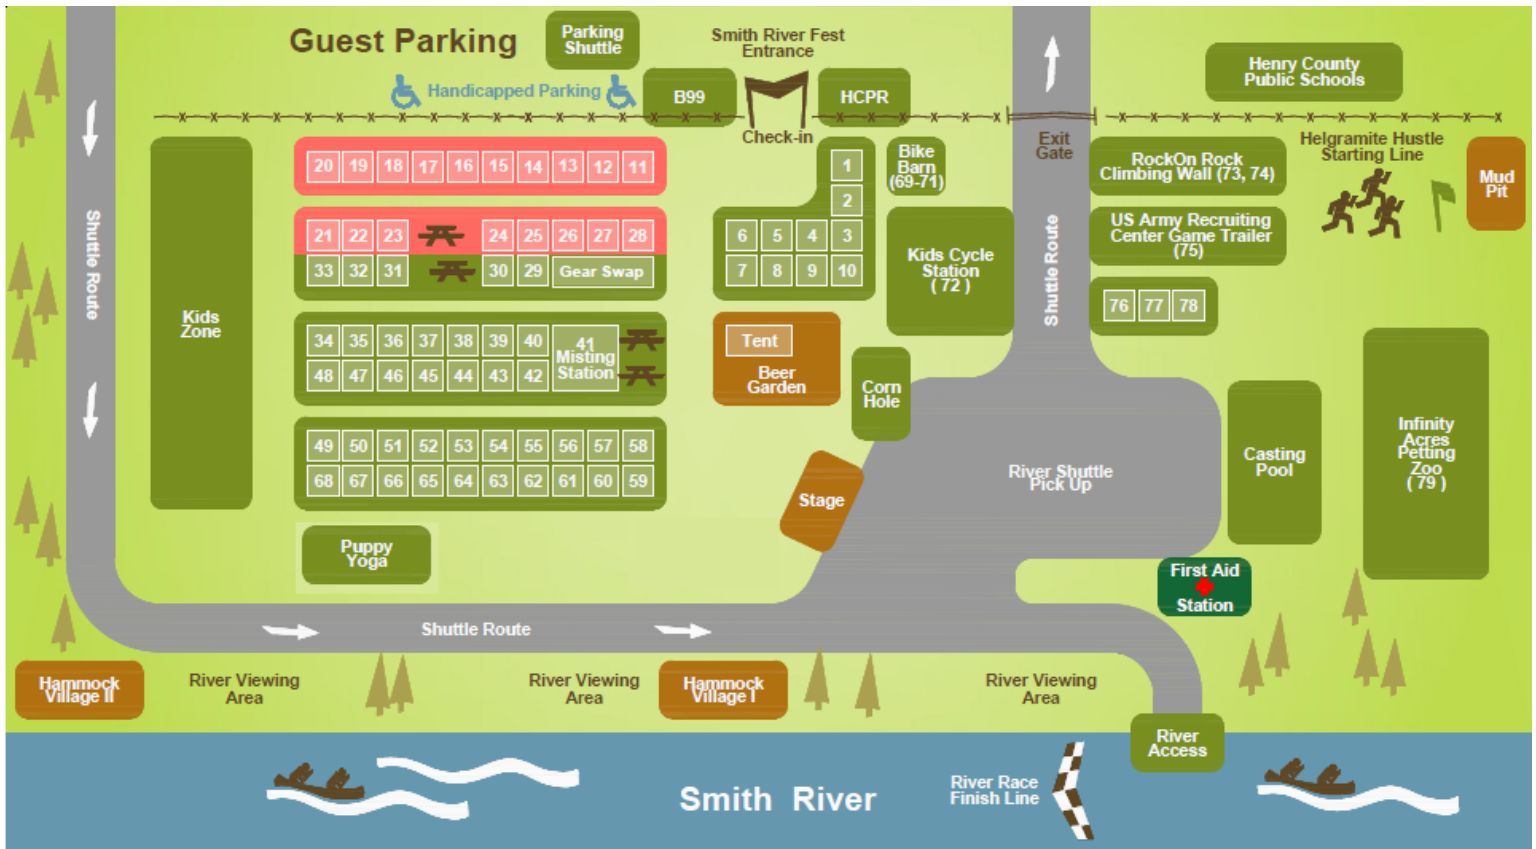 Guest Parking
Parking
Shuttle
Smith River Fest
Entrance
Handicapped Parking
B99
HCPR
Check-in
Henry County
Public Schools
Exit
Gate
Helgramite Hustle
Starting Line
Mud
Pit
RockOn Rock
Climbing Wall (73, 74)
US Army Recruiting
Center Game Trailer
(75)
76 77 78
Bike
Barn
(69-71)
Kids Cycle
Station
( 72 )
Shuttle Route
Shuttle Route
Kids
Zone
20 19 18 17 16 15 14 13 12 11
21 22 23 24 25 26 27 28
33 32 31 30 29 Gear Swap
34 35 36 37 38 39 40 41
Misting
Station
48 47 46 45 44 43 42
49 50 51 52 53 54 55 56 57 58
68 67 66 65 64 63 62 61 60 59
1
2
6 5 4 3
7 8 9 10
Tent
Beer
Garden
Corn
Hole
Stage
River Shuttle
Pick Up
Casting
Pool
Infinity
Acres
Petting
Zoo
( 79 )
Puppy
Yoga
First Aid
Station
Shuttle Route
Hammock
Village II
River Viewing
Area
River Viewing
Area
Hammock
Village I
River Viewing
Area
River
Access
River Race
Finish Line
Smith River